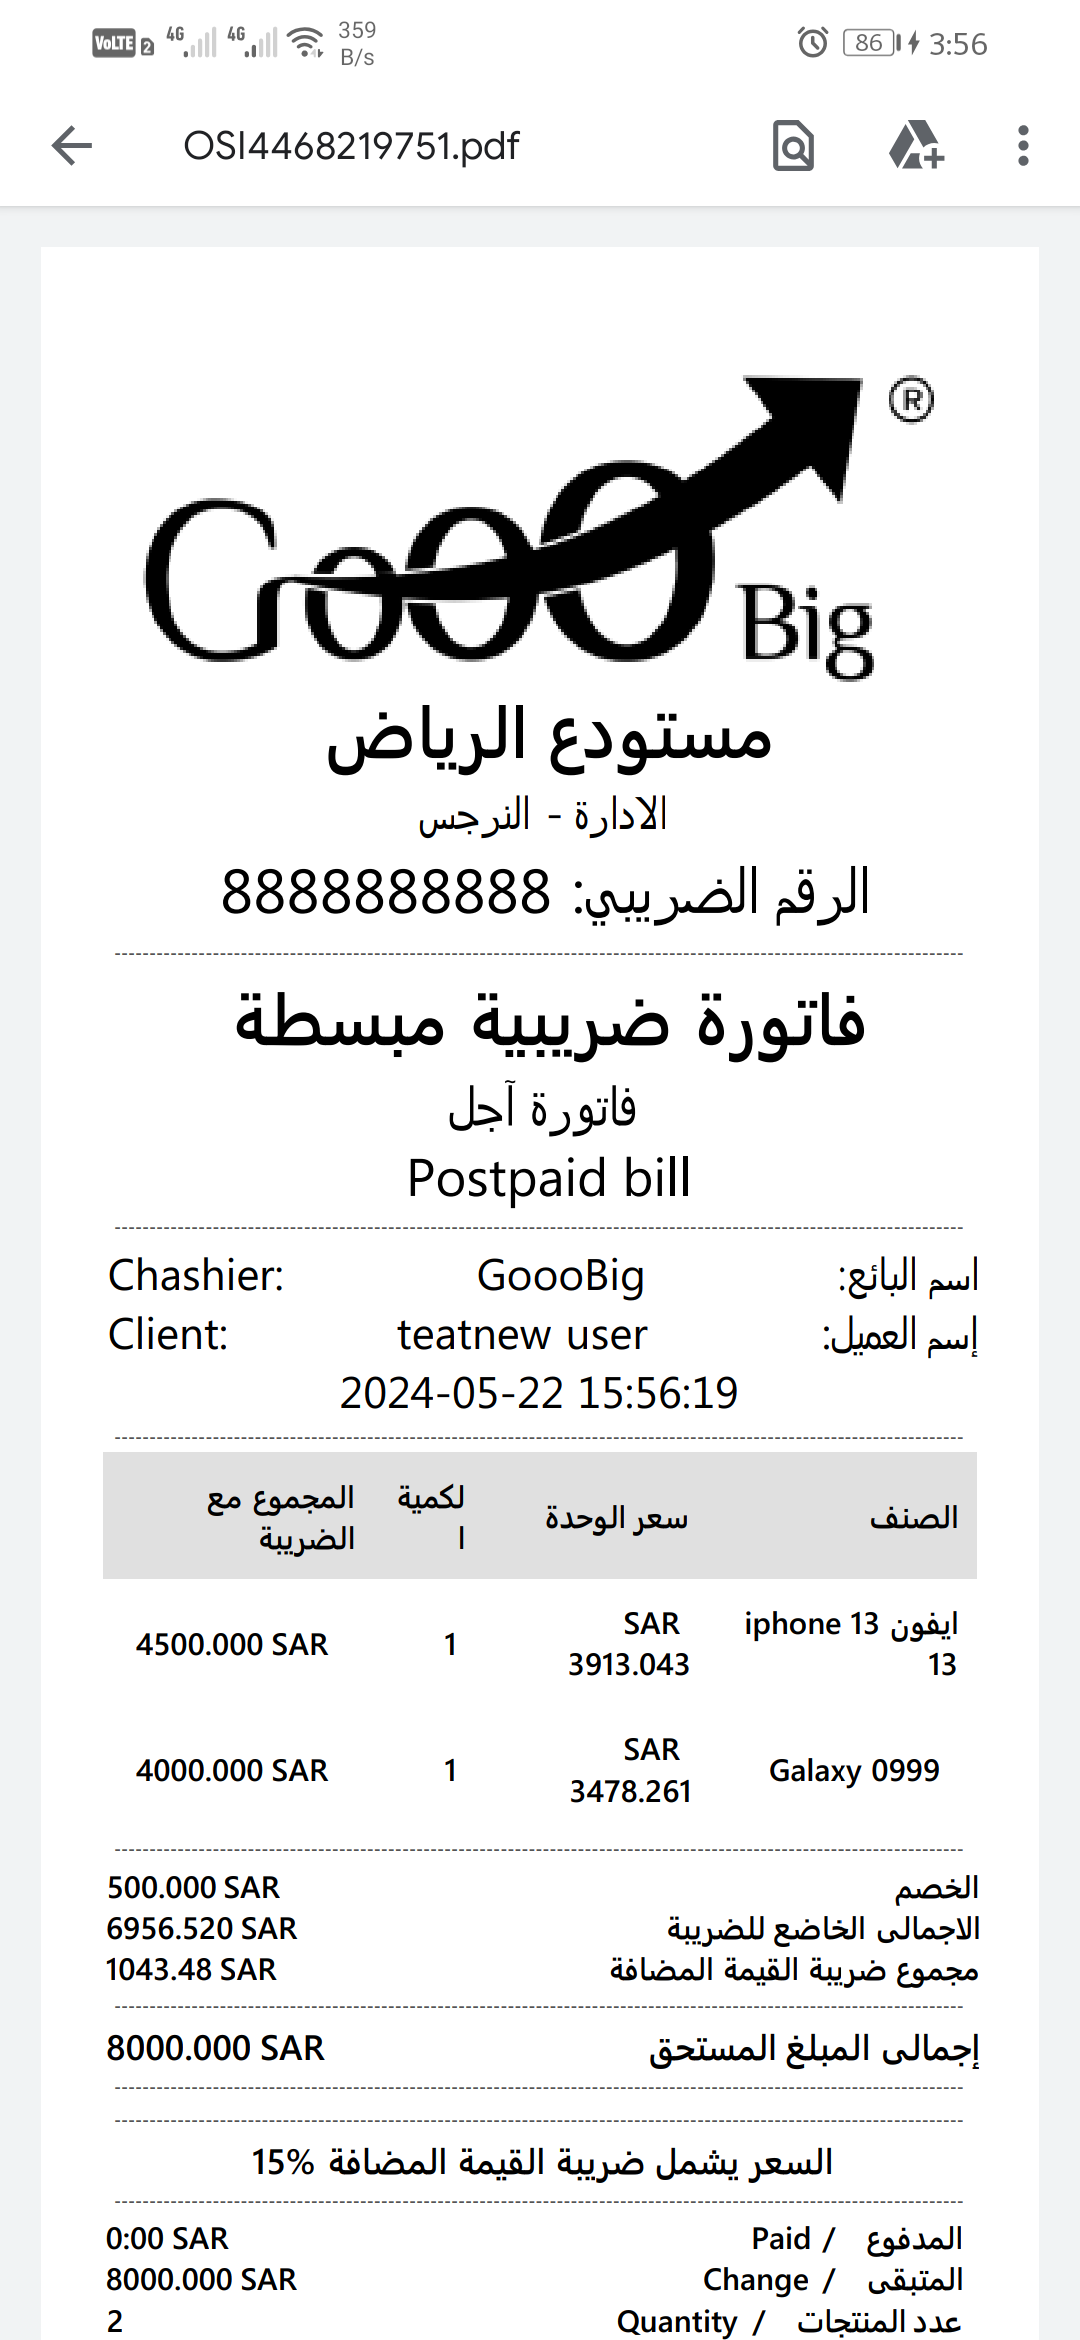 VoLTE 2 4G 4G 359 B/s 86 3:56
OSI4468219751.pdf
GoooBig ®
مستودع الرياض
الادارة - النرجس
الرقم الضريبي: 8888888888
فاتورة ضريبية مبسطة
فاتورة آجل
Postpaid bill
Chashier: GoooBig اسم البائع:
Client: teatnew user إسم العميل:
2024-05-22 15:56:19
الصنف سعر الوحدة لكمية ا المجموع مع الضريبة
ايفون 13 iphone 13 SAR 3913.043 1 4500.000 SAR
Galaxy 0999 SAR 3478.261 1 4000.000 SAR
الخصم 500.000 SAR
الاجمالى الخاضع للضريبة 6956.520 SAR
مجموع ضريبة القيمة المضافة 1043.48 SAR
إجمالى المبلغ المستحق 8000.000 SAR
السعر يشمل ضريبة القيمة المضافة 15%
المدفوع / Paid 0:00 SAR
المتبقى / Change 8000.000 SAR
عدد المنتجات / Quantity 2